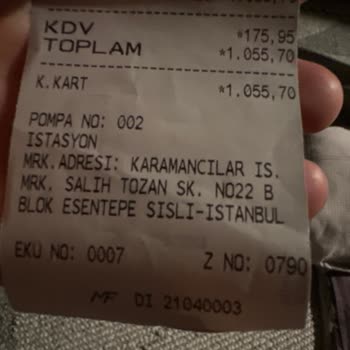 KDV *175,95
TOPLAM *1.055,70
K.KART *1.055,70
POMPA NO: 002
ISTASYON
MRK.ADRESİ: KARAMANCILAR IS.
MRK. SALIH TOZAN SK. NO22 B
BLOK ESENTEPE SISLI-ISTANBUL
EKU NO: 0007 Z NO: 0790
MF DI 21040003